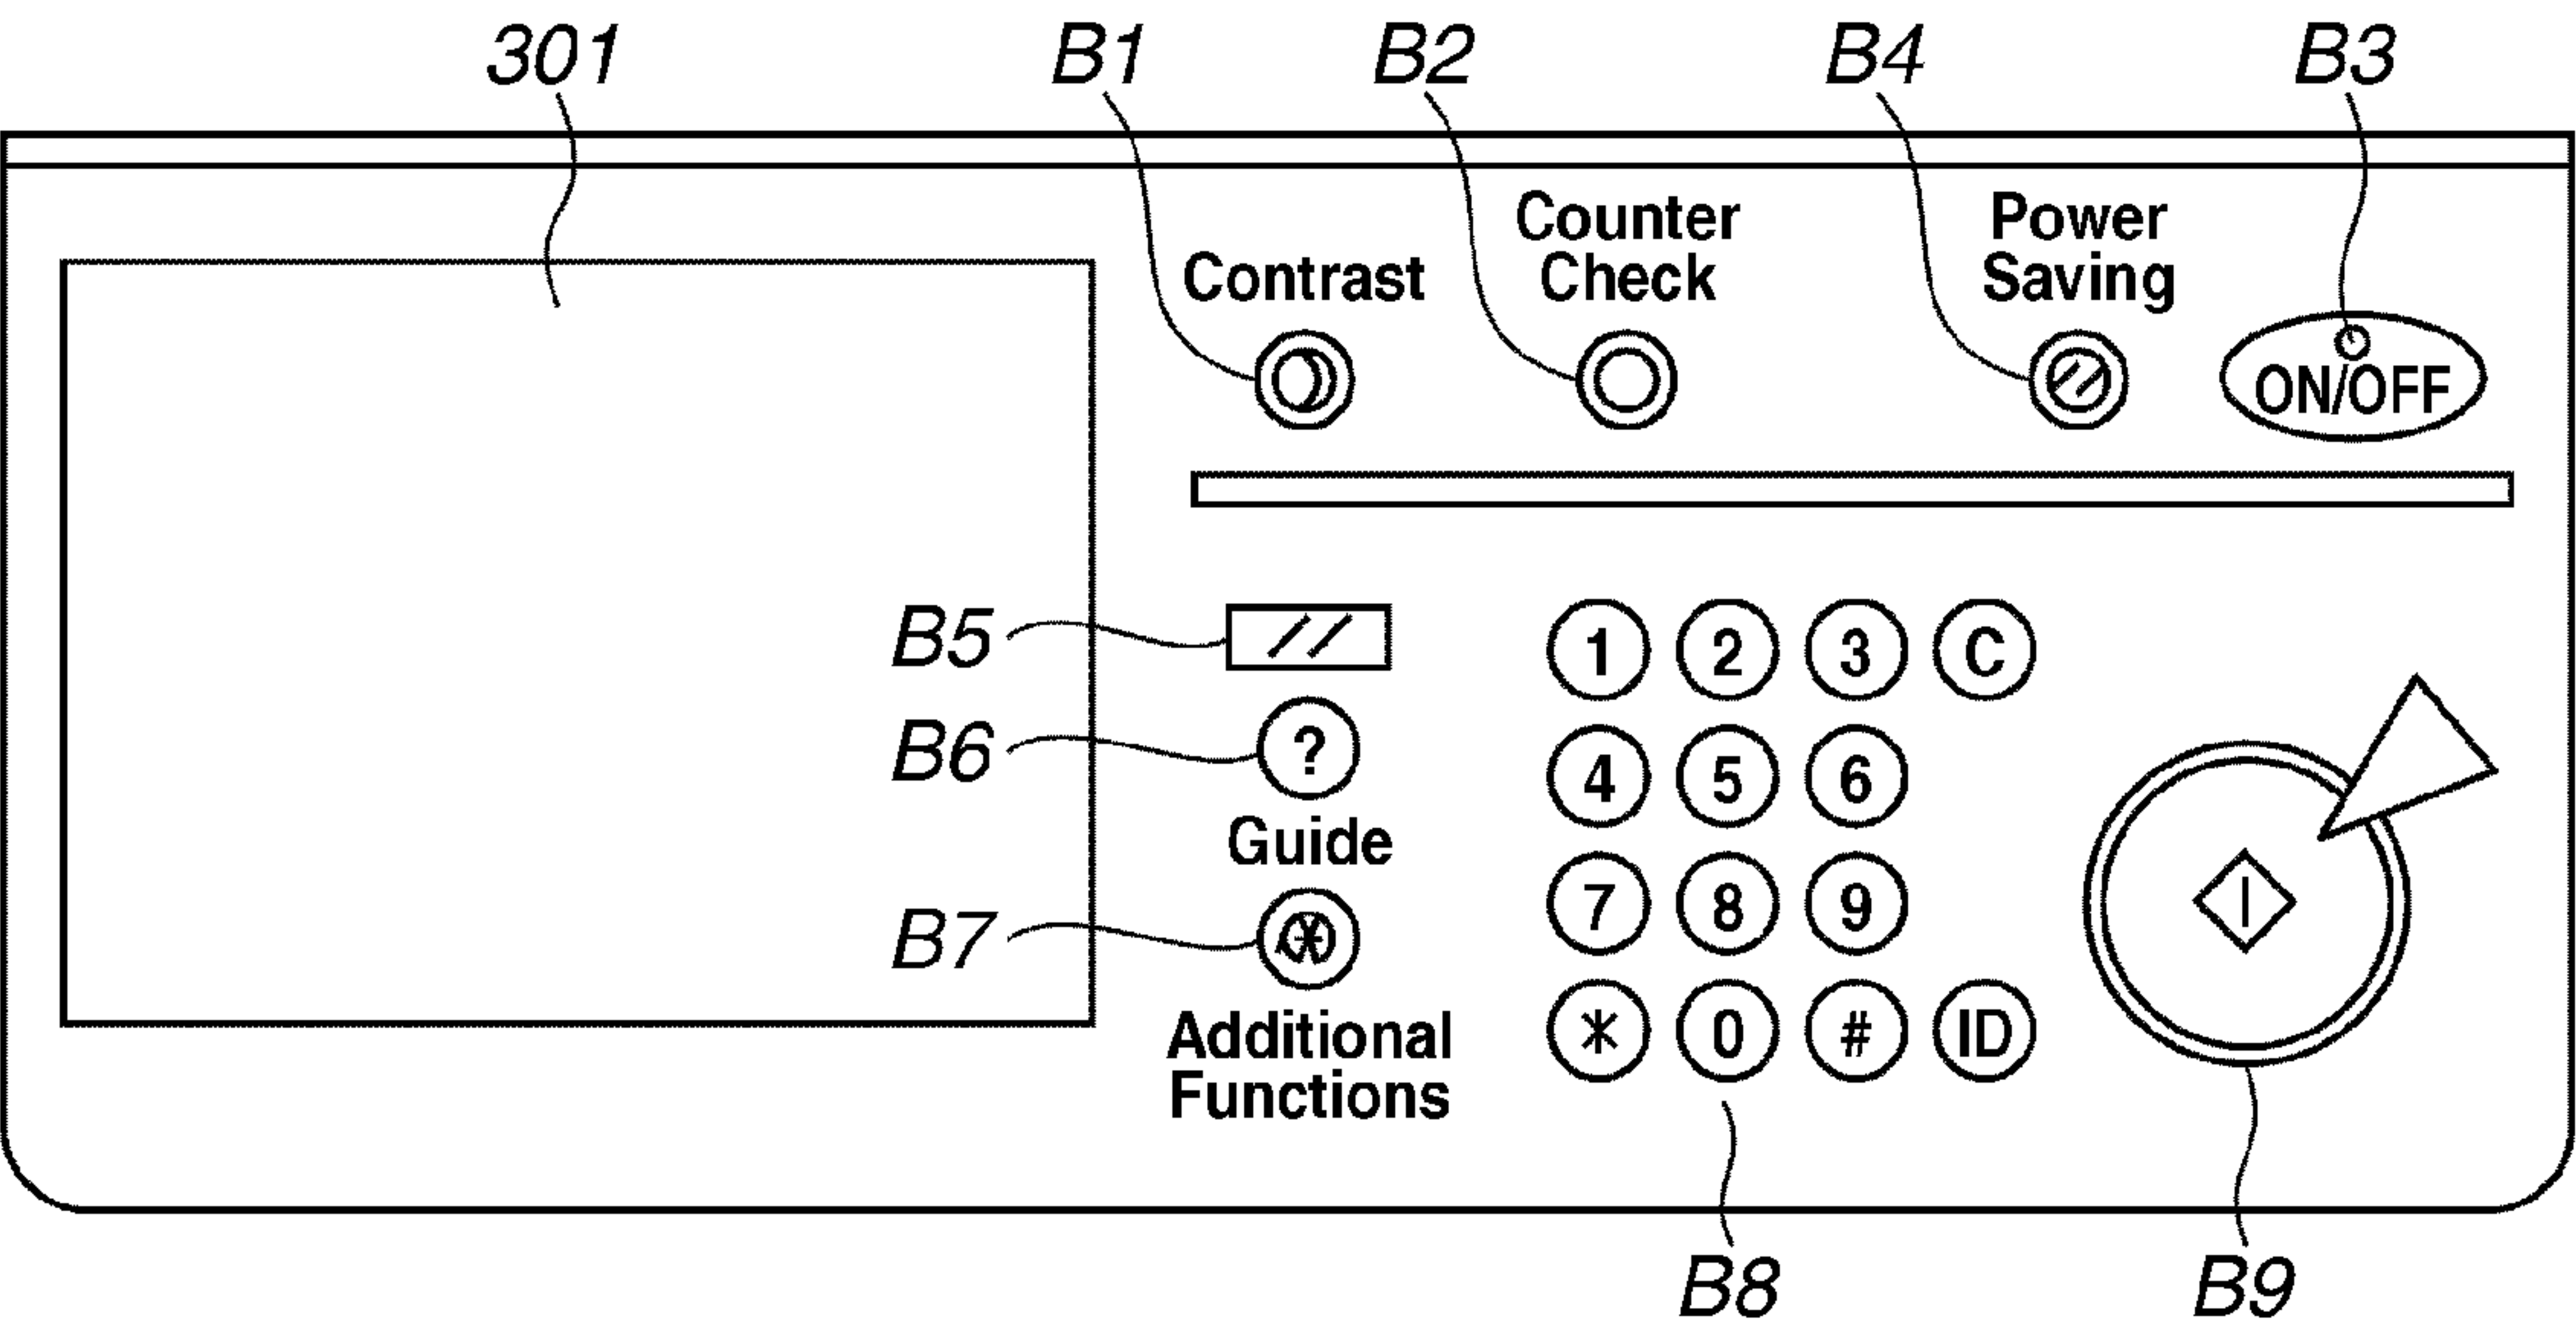 301 B1 B2 B4 B3
Counter Power
Contrast Check Saving
ON/OFF
B5 1 2 3 C
B6 ? 4 5 6
Guide
B7 7 8 9
Additional * 0 # ID
Functions
B8 B9